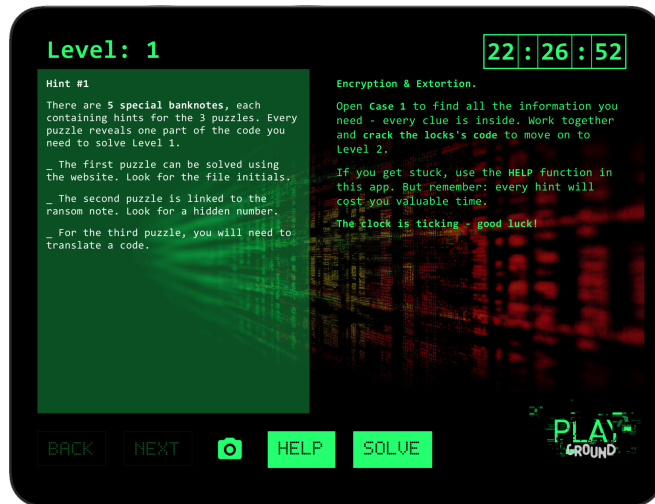 Level: 1
22:26:52
Hint #1
There are 5 special banknotes, each
containing hints for the 3 puzzles. Every
puzzle reveals one part of the code you
need to solve Level 1.
_ The first puzzle can be solved using
the website. Look for the file initials.
_ The second puzzle is linked to the
ransom note. Look for a hidden number.
_ For the third puzzle, you will need to
translate a code.
Encryption & Extortion.
Open Case 1 to find all the information you
need - every clue is inside. Work together
and crack the locks's code to move on to
Level 2.
If you get stuck, use the HELP function in
this app. But remember: every hint will
cost you valuable time.
The clock is ticking - good luck!
BACK
NEXT
HELP
SOLVE
PLAY
GROUND